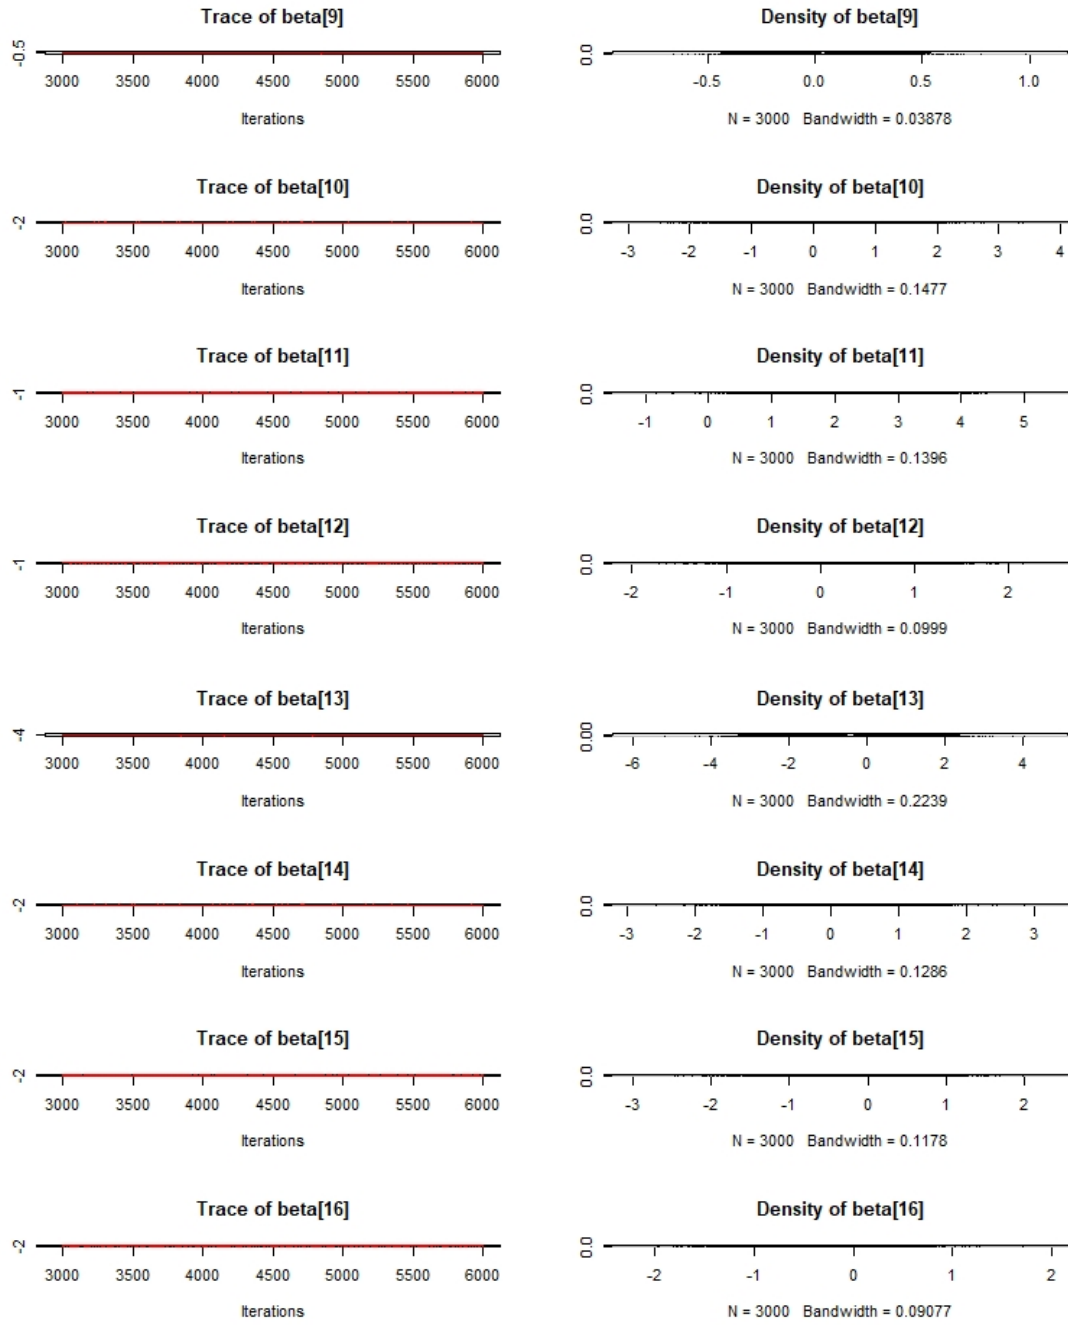 Trace of beta[9]
Density of beta[9]
-0.5
3000 3500 4000 4500 5000 5500 6000
Iterations
0.0
-0.5 0.0 0.5 1.0
N = 3000 Bandwidth = 0.03878
Trace of beta[10]
Density of beta[10]
-2
3000 3500 4000 4500 5000 5500 6000
Iterations
0.0
-3 -2 -1 0 1 2 3 4
N = 3000 Bandwidth = 0.1477
Trace of beta[11]
Density of beta[11]
-1
3000 3500 4000 4500 5000 5500 6000
Iterations
0.0
-1 0 1 2 3 4 5
N = 3000 Bandwidth = 0.1396
Trace of beta[12]
Density of beta[12]
-1
3000 3500 4000 4500 5000 5500 6000
Iterations
0.0
-2 -1 0 1 2
N = 3000 Bandwidth = 0.0999
Trace of beta[13]
Density of beta[13]
-4
3000 3500 4000 4500 5000 5500 6000
Iterations
0.00
-6 -4 -2 0 2 4
N = 3000 Bandwidth = 0.2239
Trace of beta[14]
Density of beta[14]
-2
3000 3500 4000 4500 5000 5500 6000
Iterations
0.0
-3 -2 -1 0 1 2 3
N = 3000 Bandwidth = 0.1286
Trace of beta[15]
Density of beta[15]
-2
3000 3500 4000 4500 5000 5500 6000
Iterations
0.0
-3 -2 -1 0 1 2
N = 3000 Bandwidth = 0.1178
Trace of beta[16]
Density of beta[16]
-2
3000 3500 4000 4500 5000 5500 6000
Iterations
0.0
-2 -1 0 1 2
N = 3000 Bandwidth = 0.09077